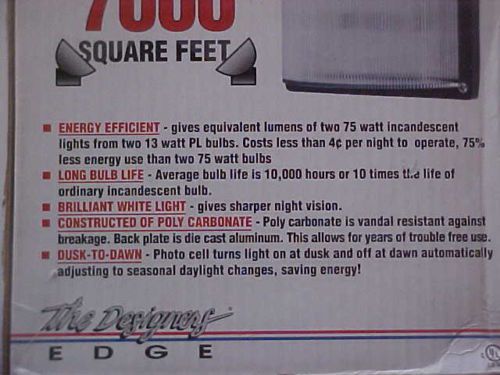 7000
SQUARE FEET
ENERGY EFFICIENT - gives equivalent lumens of two 75 watt incandescent
lights from two 13 watt PL bulbs. Costs less than 4¢ per night to operate, 75%
less energy use than two 75 watt bulbs
LONG BULB LIFE - Average bulb life is 10,000 hours or 10 times the life of
ordinary incandescent bulb.
BRILLIANT WHITE LIGHT - gives sharper night vision.
CONSTRUCTED OF POLY CARBONATE - Poly carbonate is vandal resistant against
breakage. Back plate is die cast aluminum. This allows for years of trouble free use.
DUSK-TO-DAWN - Photo cell turns light on at dusk and off at dawn automatically
adjusting to seasonal daylight changes, saving energy!
The Designers
EDGE
UL